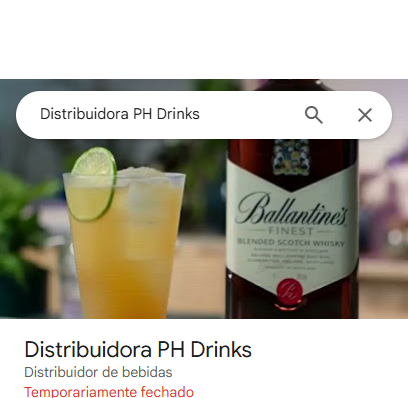 Distribuidora PH Drinks
Ballantine's
FINEST
BLENDED SCOTCH WHISKY
Distribuidora PH Drinks
Distribuidor de bebidas
Temporariamente fechado